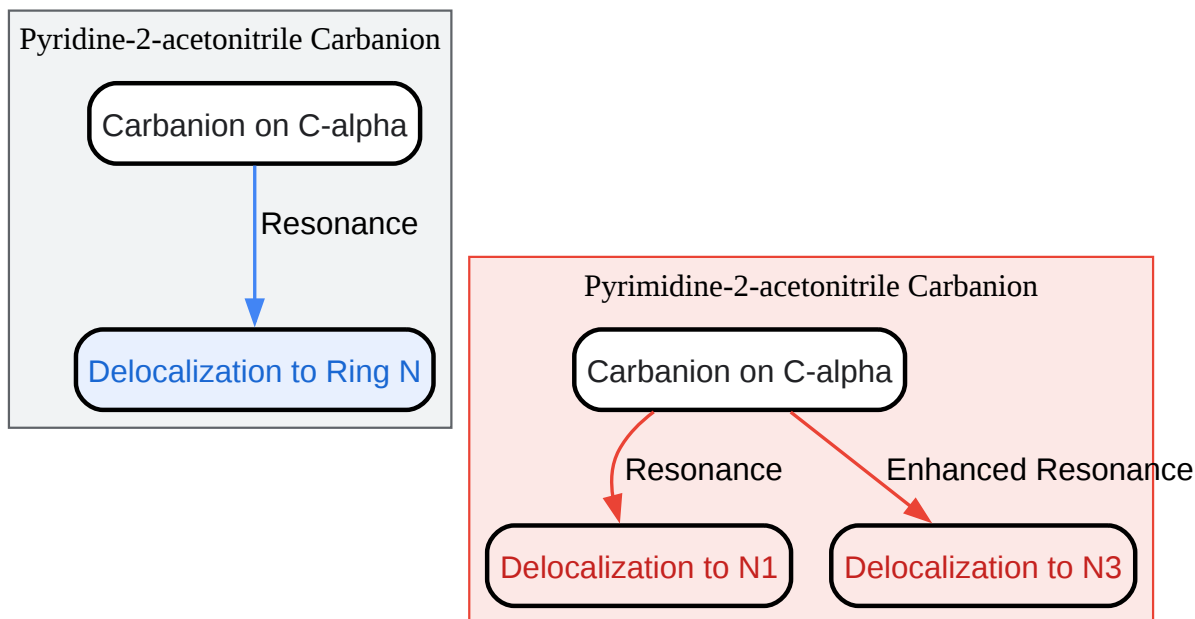 Pyridine-2-acetonitrile Carbanion
Carbanion on C-alpha
Resonance
Delocalization to Ring N
Pyrimidine-2-acetonitrile Carbanion
Carbanion on C-alpha
Resonance
Enhanced Resonance
Delocalization to N1
Delocalization to N3